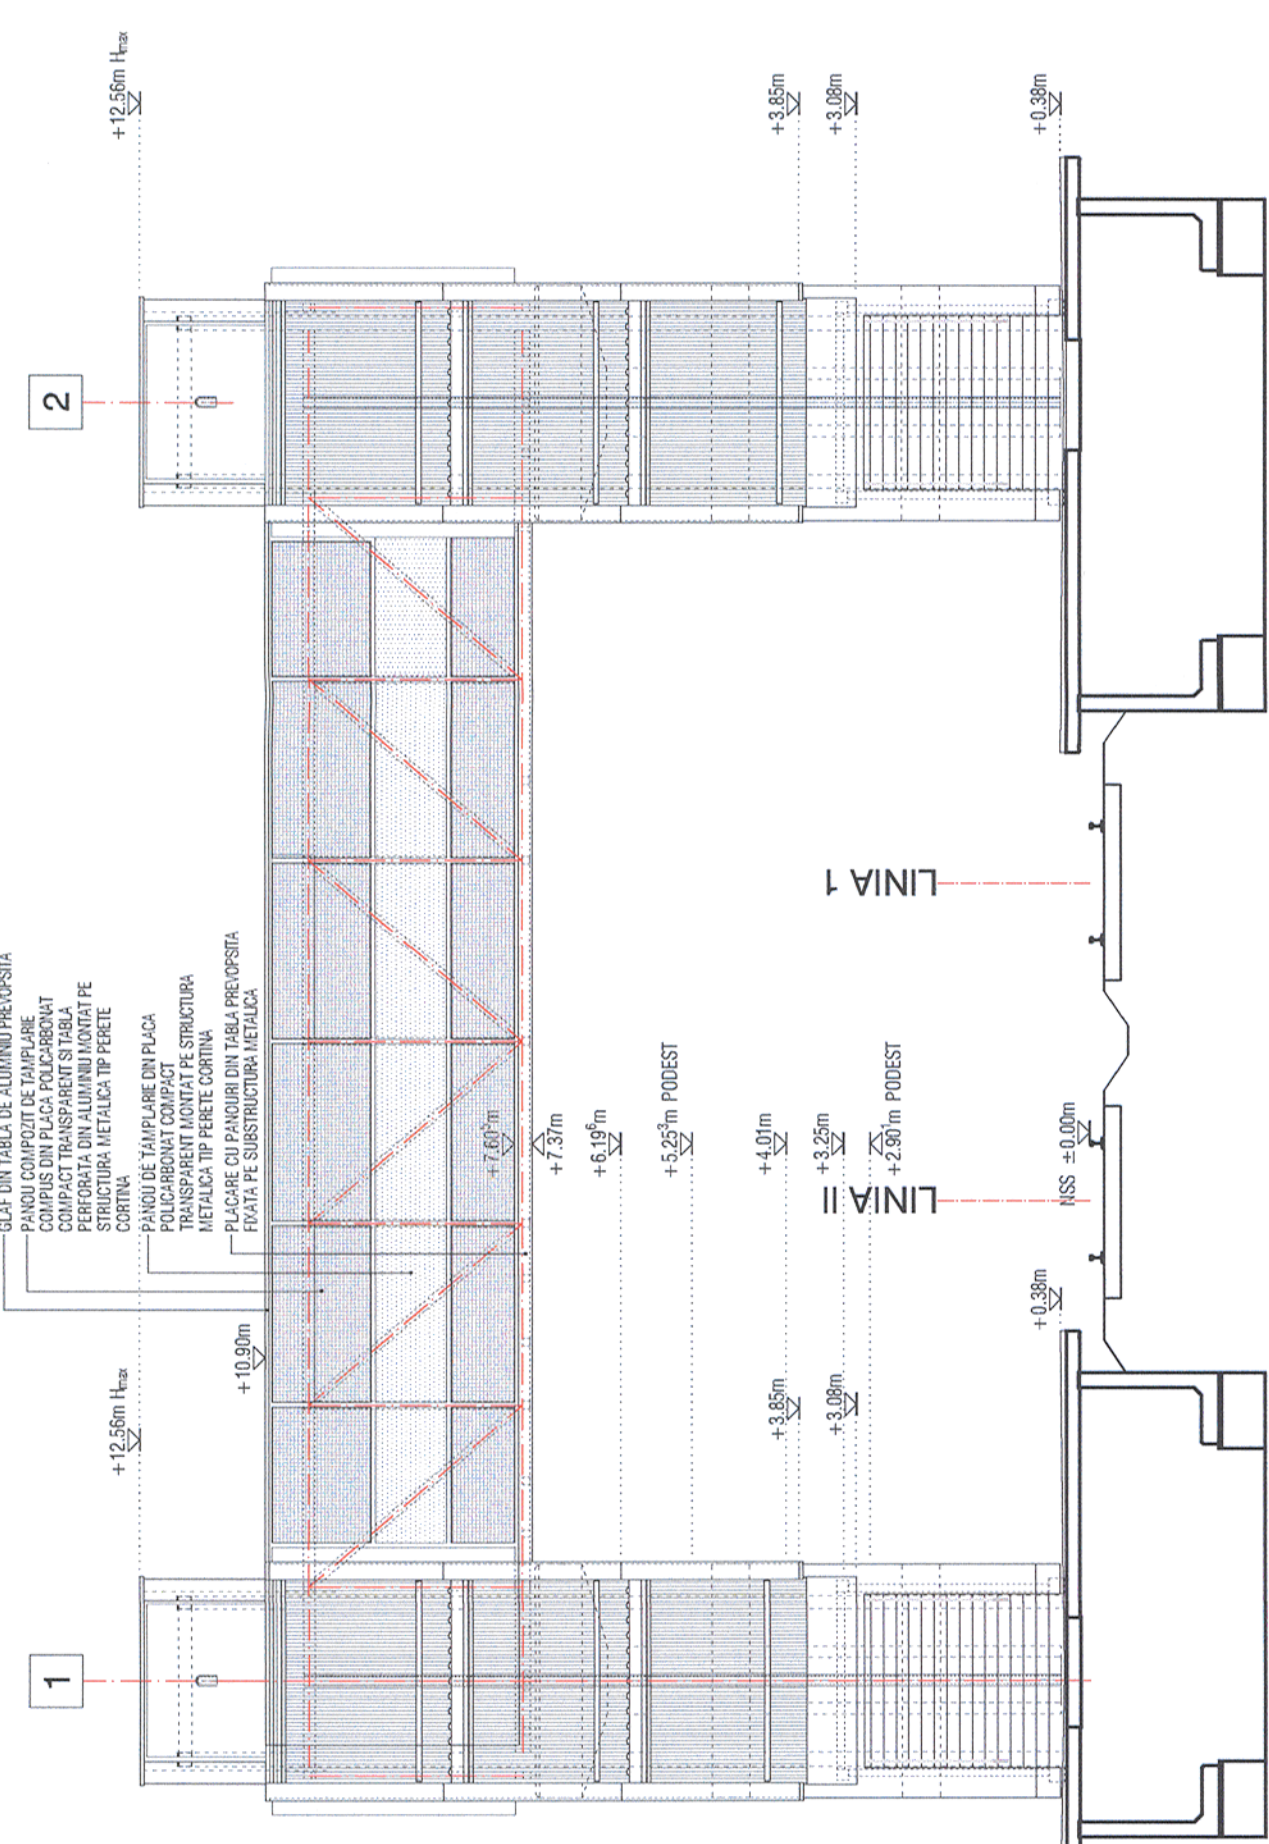 GLAF DIN TABLA DE ALUMINIU PREVOPSITA
PANOU COMPOZIT DE TAMPLARIE
COMPUS DIN PLACA POLICARBONAT
COMPACT TRANSPARENT SI TABLA
PERFORATA DIN ALUMINIU MONTAT PE
STRUCTURA METALICA TIP PERETE
CORTINA
PANOU DE TAMPLARIE DIN PLACA
POLICARBONAT COMPACT
TRANSPARENT MONTAT PE STRUCTURA
METALICA TIP PERETE CORTINA
PLACARE CU PANOURI DIN TABLA PREVOPSITA
FIXATA PE SUBSTRUCTURA METALICA
1
2
+12.56m Hmax
+12.56m Hmax
+10.90m
+7.60⁵m
+7.37m
+6.19⁶m
+5.25³m PODEST
+4.01m
+3.85m
+3.25m
+3.08m
+2.90¹m PODEST
+3.85m
+3.08m
+0.38m
+0.38m
NSS ±0.00m
LINIA II
LINIA 1